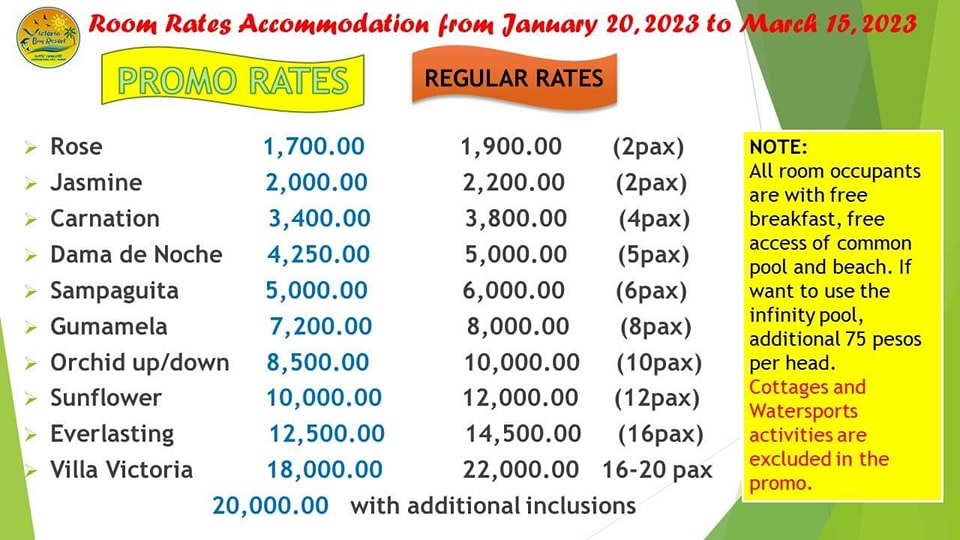 Room Rates Accommodation from January 20, 2023 to March 15, 2023
Victoria
Bay Resort
PROMO RATES
REGULAR RATES
Rose 1,700.00 1,900.00 (2pax)
Jasmine 2,000.00 2,200.00 (2pax)
Carnation 3,400.00 3,800.00 (4pax)
Dama de Noche 4,250.00 5,000.00 (5pax)
Sampaguita 5,000.00 6,000.00 (6pax)
Gumamela 7,200.00 8,000.00 (8pax)
Orchid up/down 8,500.00 10,000.00 (10pax)
Sunflower 10,000.00 12,000.00 (12pax)
Everlasting 12,500.00 14,500.00 (16pax)
Villa Victoria 18,000.00 22,000.00 16-20 pax
20,000.00 with additional inclusions
NOTE:
All room occupants
are with free
breakfast, free
access of common
pool and beach. If
want to use the
infinity pool,
additional 75 pesos
per head.
Cottages and
Watersports
activities are
excluded in the
promo.